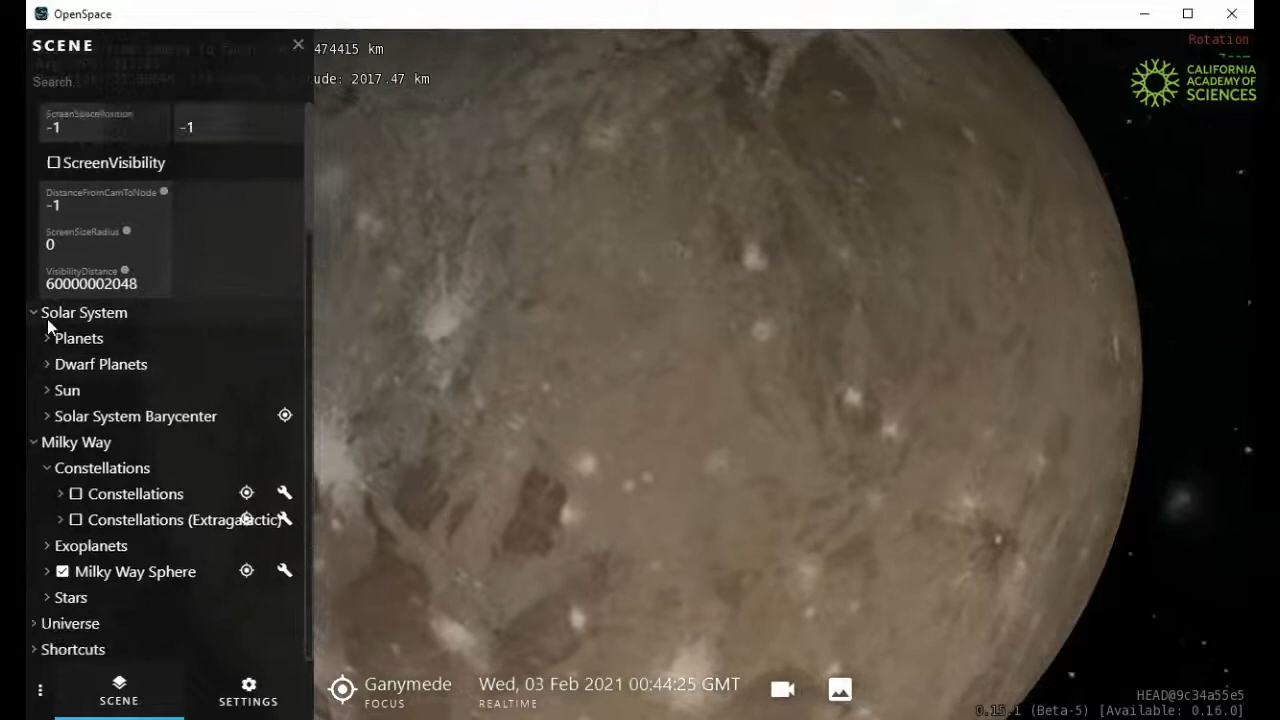 OpenSpace
SCENE
474415 km
Search...
ude: 2017.47 km
Rotation
CALIFORNIA
ACADEMY OF
SCIENCES
ScreenSpacePosition
-1 -1
ScreenVisibility
DistanceFromCamToNode
-1
ScreenSizeRadius
0
VisibilityDistance
60000002048
Solar System
Planets
Dwarf Planets
Sun
Solar System Barycenter
Milky Way
Constellations
Constellations
Constellations (Extragalactic)
Exoplanets
Milky Way Sphere
Stars
Universe
Shortcuts
SCENE
SETTINGS
Ganymede
FOCUS
Wed, 03 Feb 2021 00:44:25 GMT
REALTIME
HEAD@9c34a55e5
0.15.1 (Beta-5) [Available: 0.16.0]